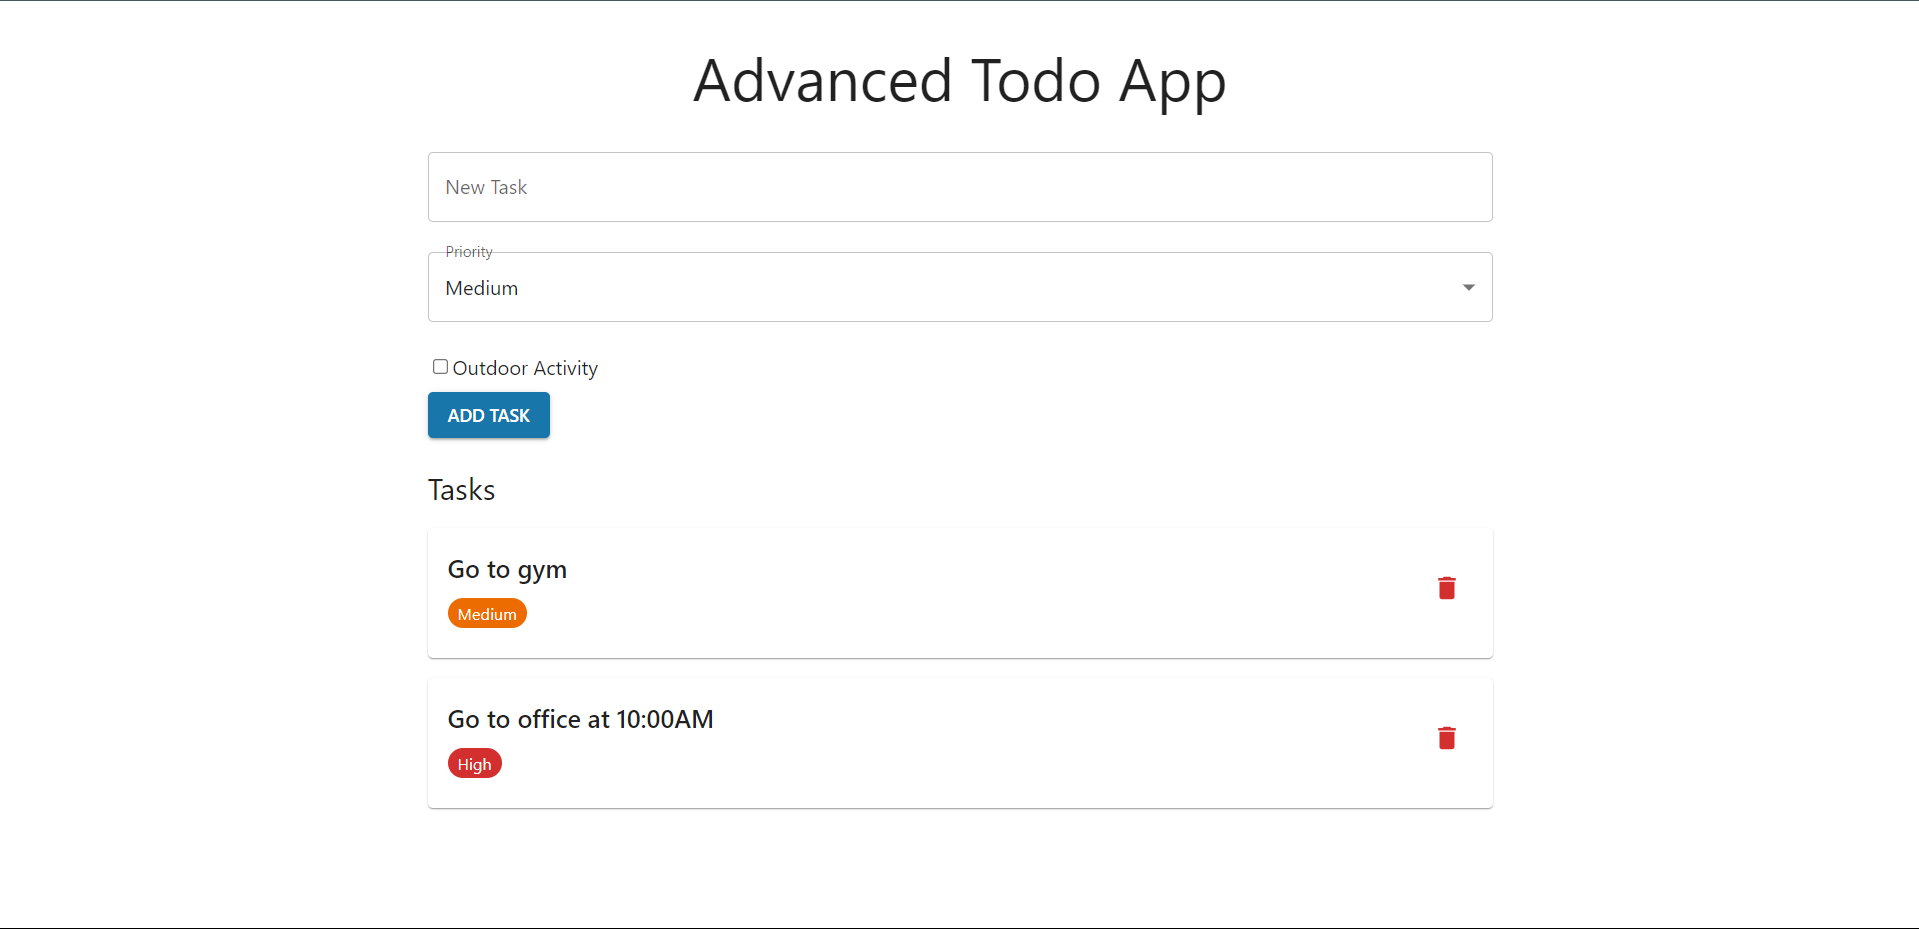 Advanced Todo App
New Task
Priority
Medium
Outdoor Activity
ADD TASK
Tasks
Go to gym
Medium
Go to office at 10:00AM
High